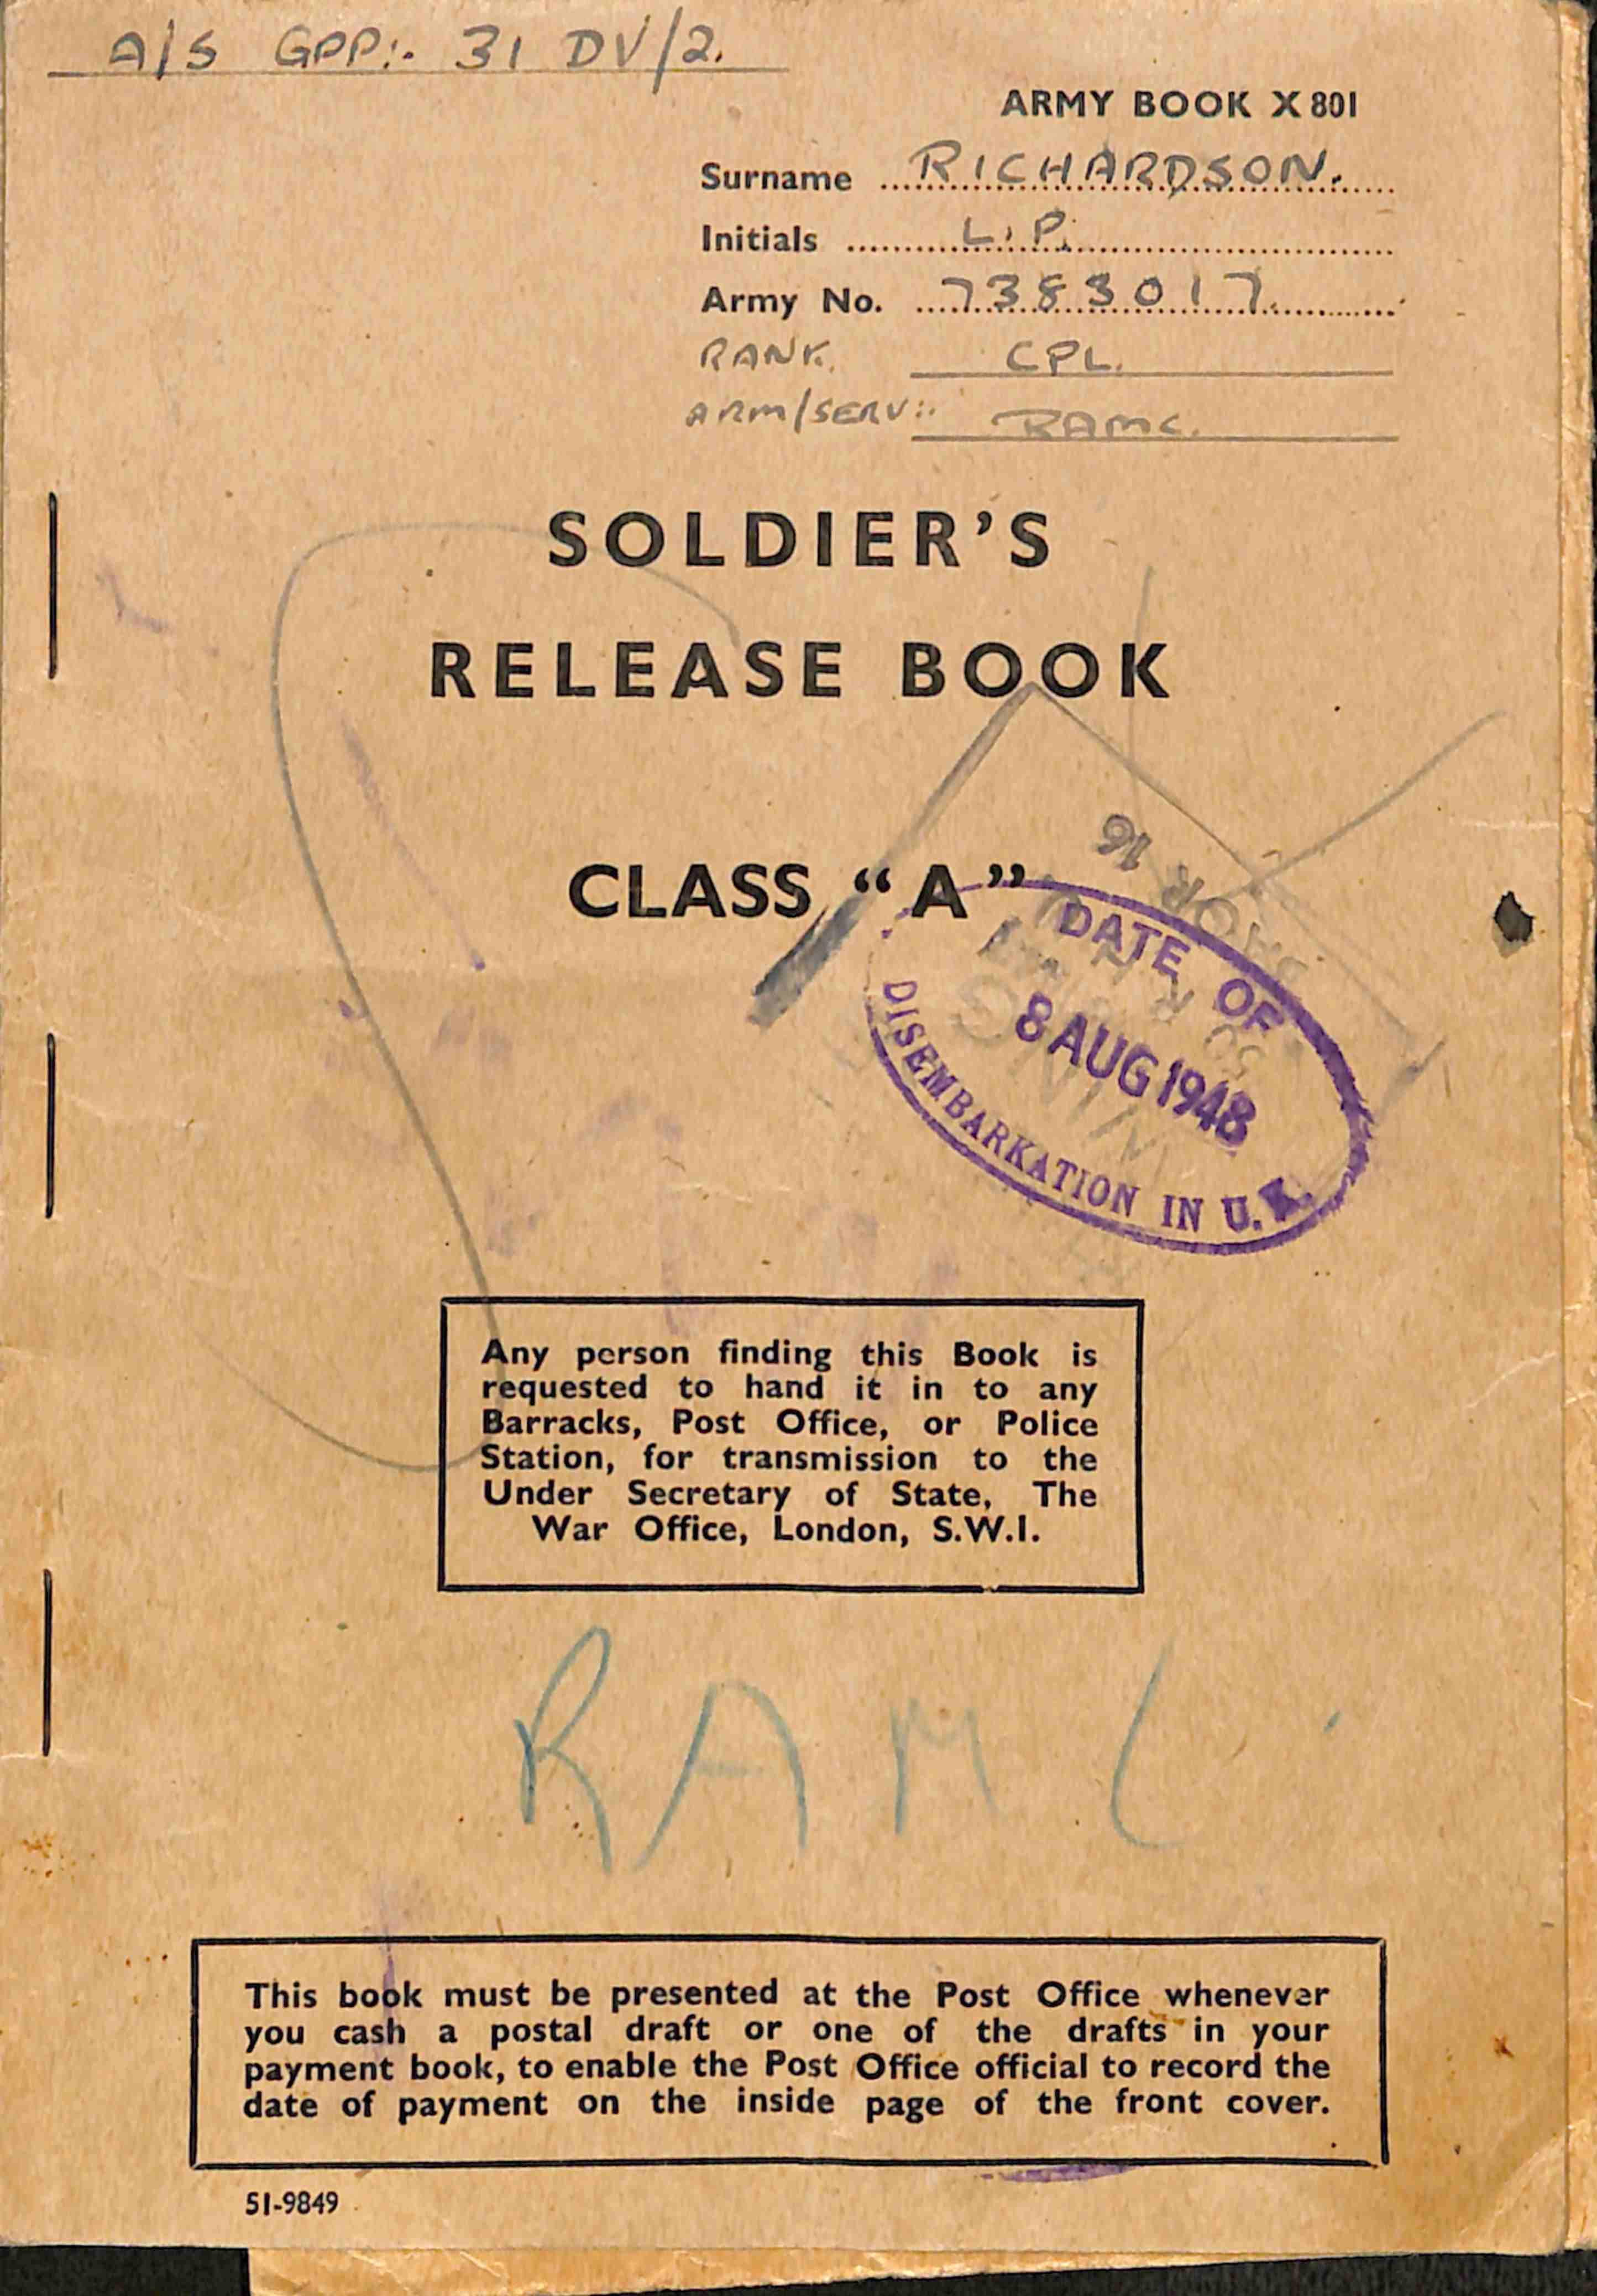 A/S GPP:- 31 DV/2.
ARMY BOOK X 801
Surname RICHARDSON.
Initials L.P.
Army No. 7383017.
RANK. CPL.
ARM/SERV:. RAMC.
SOLDIER'S
RELEASE BOOK
CLASS "A"
DATE OF
8 AUG 1948
DISEMBARKATION IN U.K.
Any person finding this Book is
requested to hand it in to any
Barracks, Post Office, or Police
Station, for transmission to the
Under Secretary of State, The
War Office, London, S.W.I.
RAMC
This book must be presented at the Post Office whenever
you cash a postal draft or one of the drafts in your
payment book, to enable the Post Office official to record the
date of payment on the inside page of the front cover.
51-9849